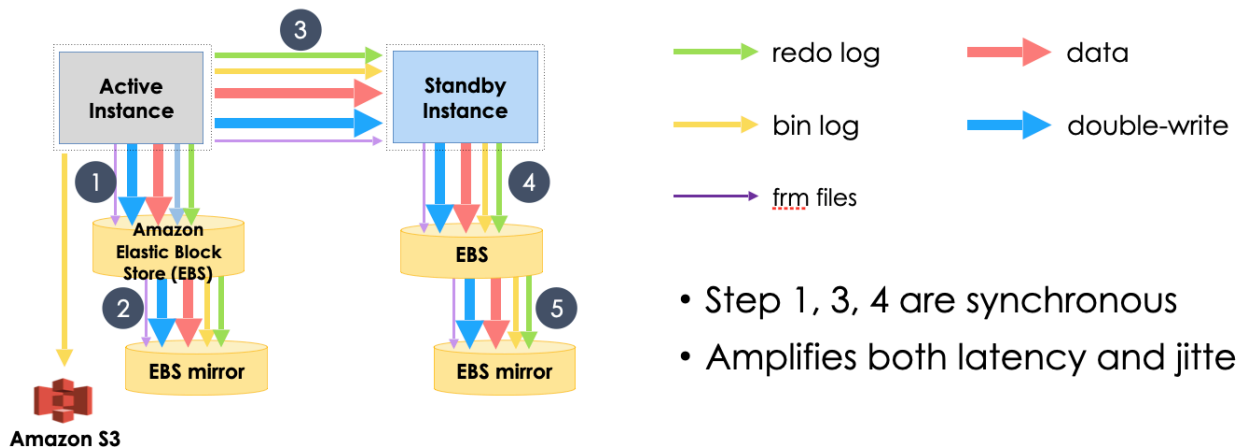 3
Active
Instance
Standby
Instance
1
4
Amazon
Elastic Block
Store (EBS)
EBS
2
5
EBS mirror
EBS mirror
Amazon S3
redo log
data
bin log
double-write
frm files
• Step 1, 3, 4 are synchronous
• Amplifies both latency and jitte